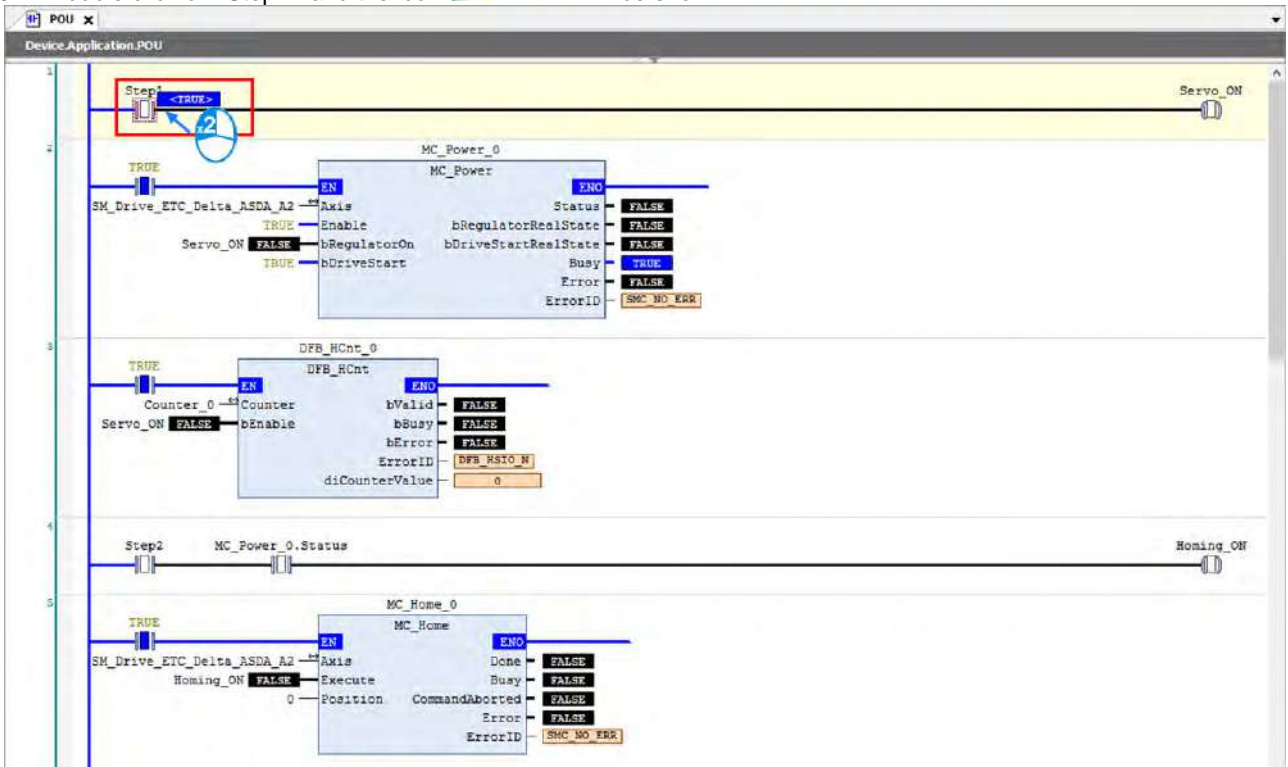 POU
Device.Application.POU
1
Step1 <TRUE> Servo_ON
x2
2
MC_Power_0
TRUE MC_Power
EN ENO
SM_Drive_ETC_Delta_ASDA_A2 Axis Status FALSE
TRUE Enable bRegulatorRealState FALSE
Servo_ON FALSE bRegulatorOn bDriveStartRealState FALSE
TRUE bDriveStart Busy TRUE
Error FALSE
ErrorID SMC_NO_ERR
3
DFB_HCnt_0
TRUE DFB_HCnt
EN ENO
Counter_0 Counter bValid FALSE
Servo_ON FALSE bEnable bBusy FALSE
bError FALSE
ErrorID DFB_HSIO_N
diCounterValue 0
4
Step2 MC_Power_0.Status Homing_ON
5
MC_Home_0
TRUE MC_Home
EN ENO
SM_Drive_ETC_Delta_ASDA_A2 Axis Done FALSE
Homing_ON FALSE Execute Busy FALSE
0 Position CommandAborted FALSE
Error FALSE
ErrorID SMC_NO_ERR